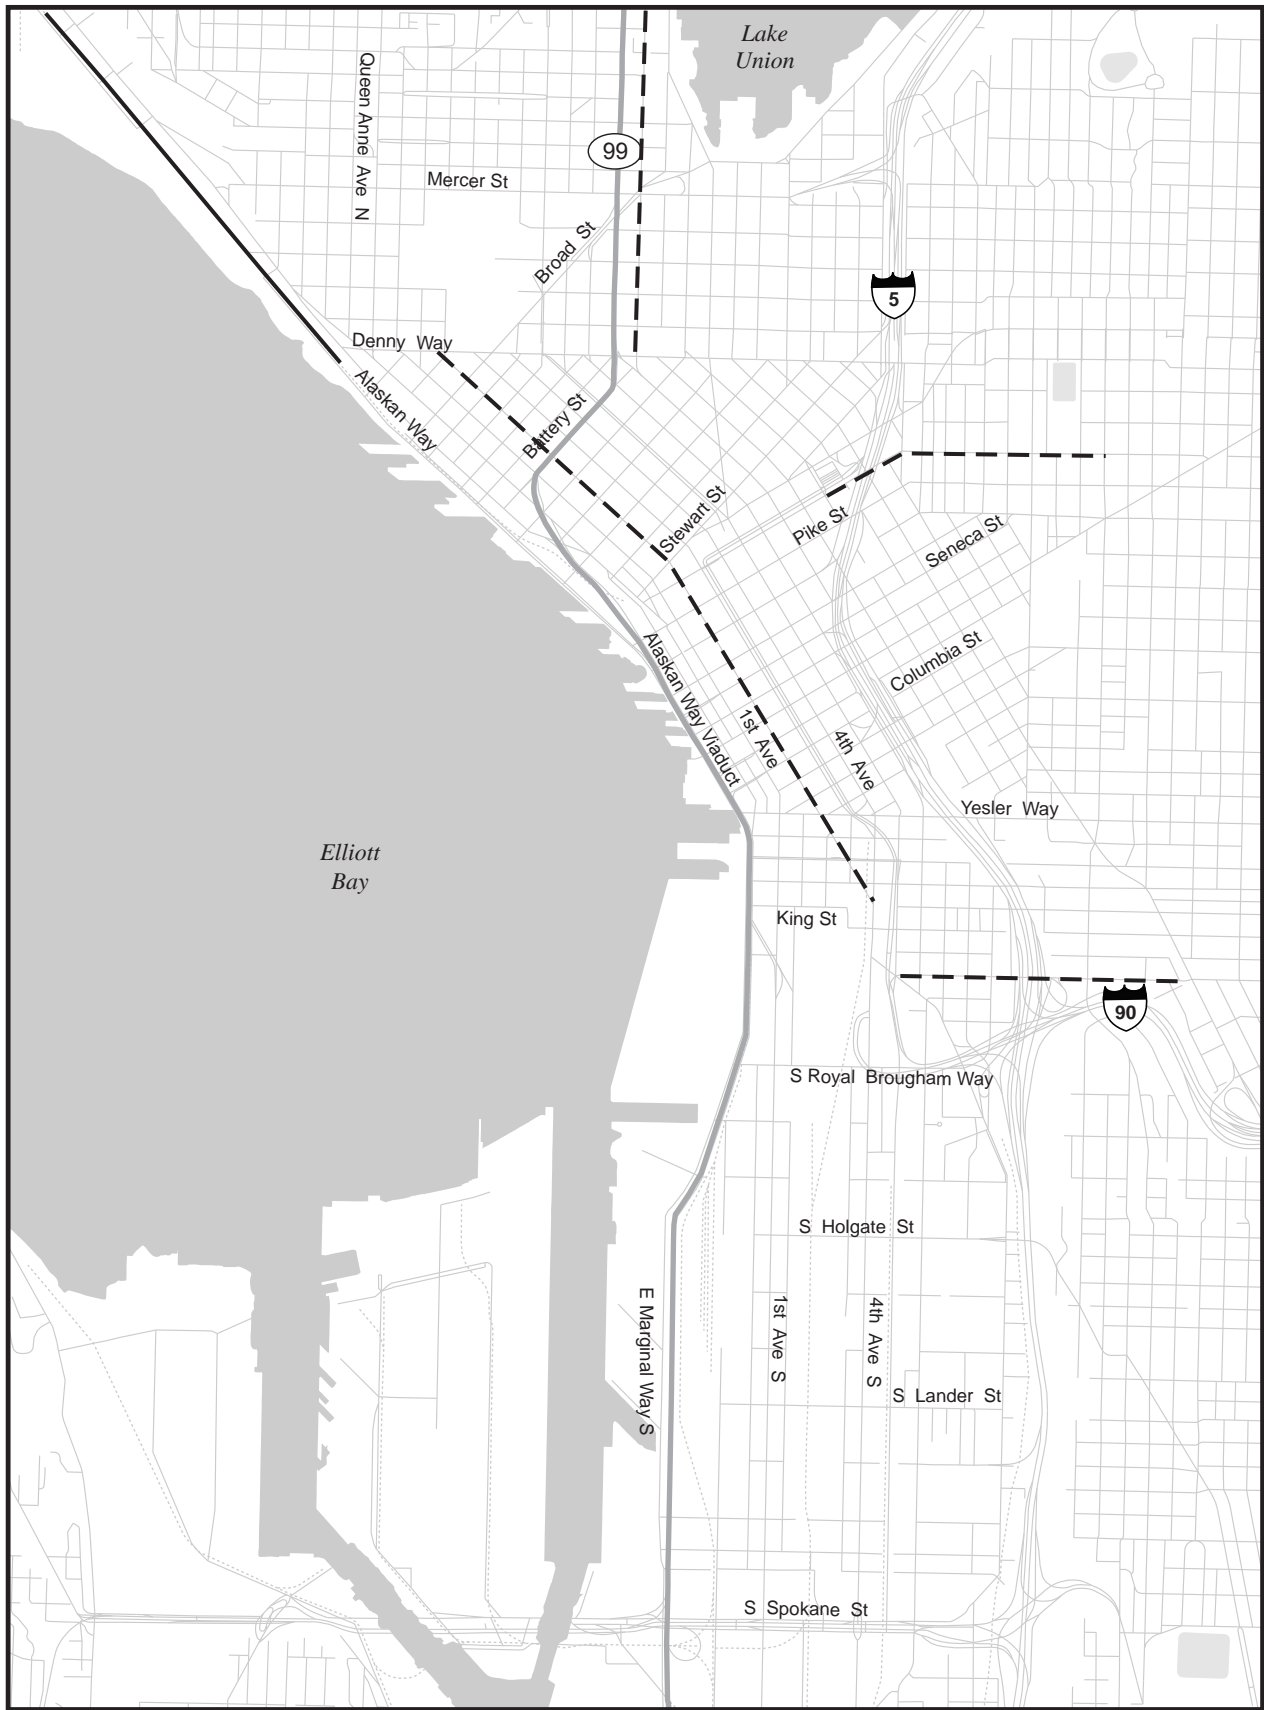 Lake
Union
Queen Anne Ave N
99
Mercer St
Broad St
5
Denny Way
Alaskan Way
Battery St
Stewart St
Pike St
Seneca St
Alaskan Way Viaduct
Columbia St
1st Ave
4th Ave
Yesler Way
Elliott
Bay
King St
90
S Royal Brougham Way
S Holgate St
E Marginal Way S
1st Ave S
4th Ave S
S Lander St
S Spokane St